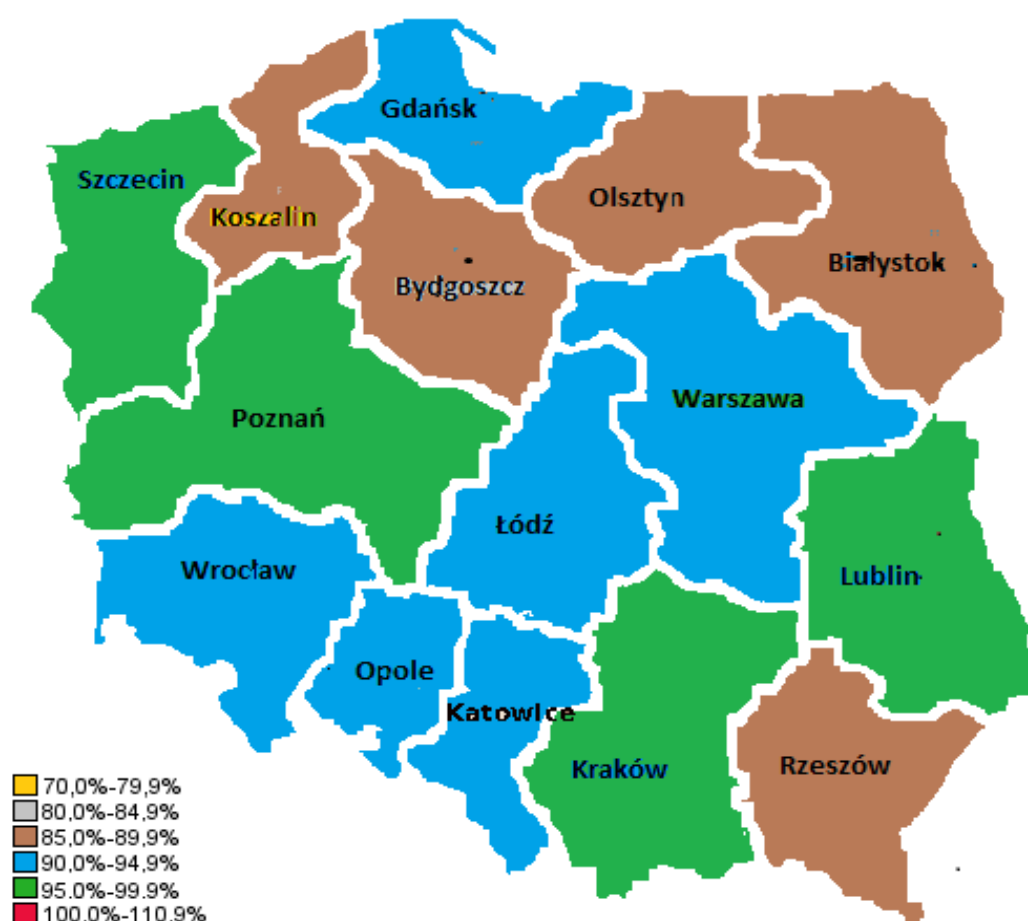 Gdańsk
Szczecin
Olsztyn
Koszalin
Białystok
Bydgoszcz
Warszawa
Poznań
Łódź
Wrocław
Lublin
Opole
Katowice
Kraków
Rzeszów
70,0%-79,9%
80,0%-84,9%
85,0%-89,9%
90,0%-94,9%
95,0%-99,9%
100,0%-110,9%